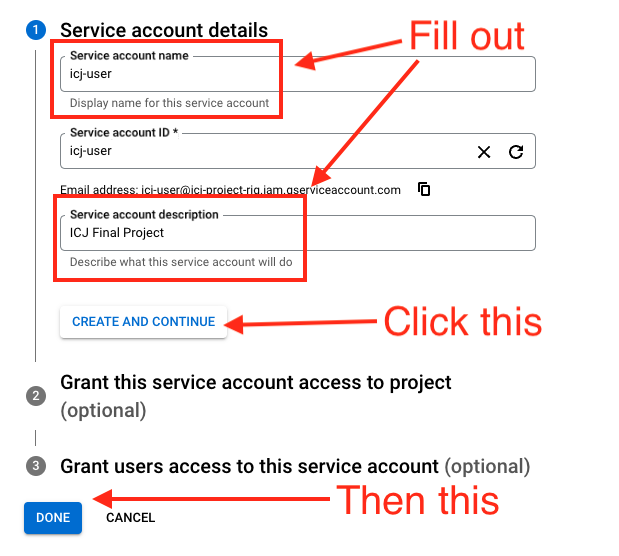 1 Service account details
Fill out
Service account name
icj-user
Display name for this service account
Service account ID *
icj-user
Email address: icj-user@icj-project-rig.iam.gserviceaccount.com
Service account description
ICJ Final Project
Describe what this service account will do
CREATE AND CONTINUE
Click this
2 Grant this service account access to project
(optional)
3 Grant users access to this service account (optional)
Then this
DONE
CANCEL